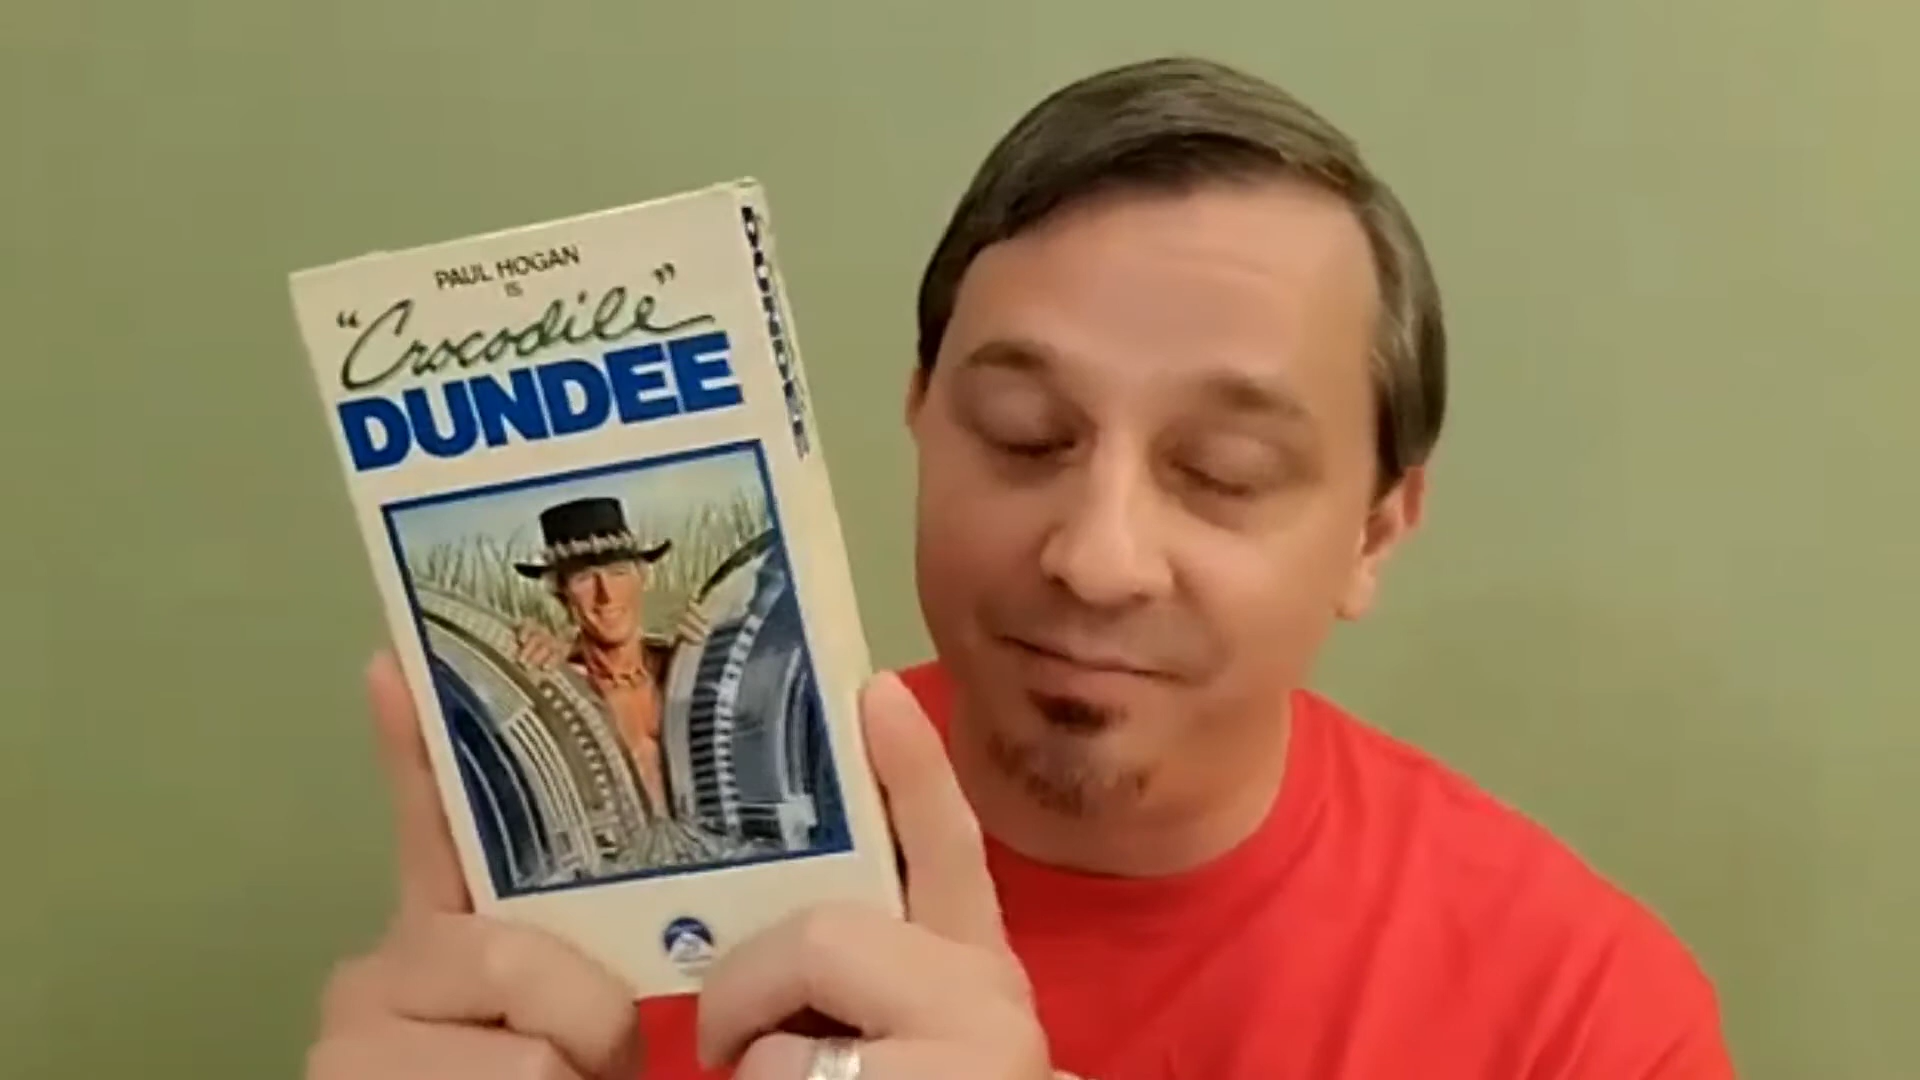 PAUL HOGAN
IS
“Crocodile”
DUNDEE
DUNDEE